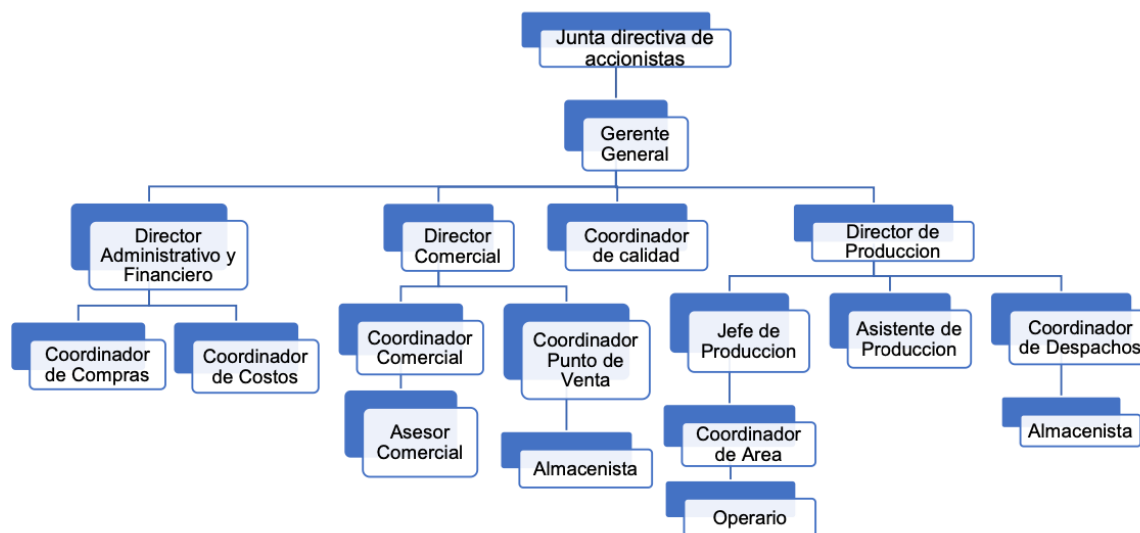 Junta directiva de
accionistas
Gerente
General
Director
Administrativo y
Financiero
Director
Comercial
Coordinador
de calidad
Director de
Produccion
Coordinador
de Compras
Coordinador
de Costos
Coordinador
Comercial
Coordinador
Punto de
Venta
Jefe de
Produccion
Asistente de
Produccion
Coordinador
de Despachos
Asesor
Comercial
Almacenista
Coordinador
de Area
Almacenista
Operario